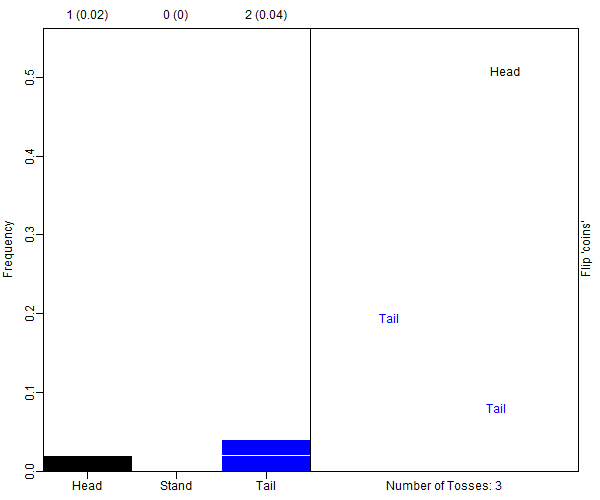 1 (0.02) 0 (0) 2 (0.04)
Frequency
0.5
0.4
0.3
0.2
0.1
0.0
Head Stand Tail
Head
Tail
Tail
Number of Tosses: 3
Flip 'coins'